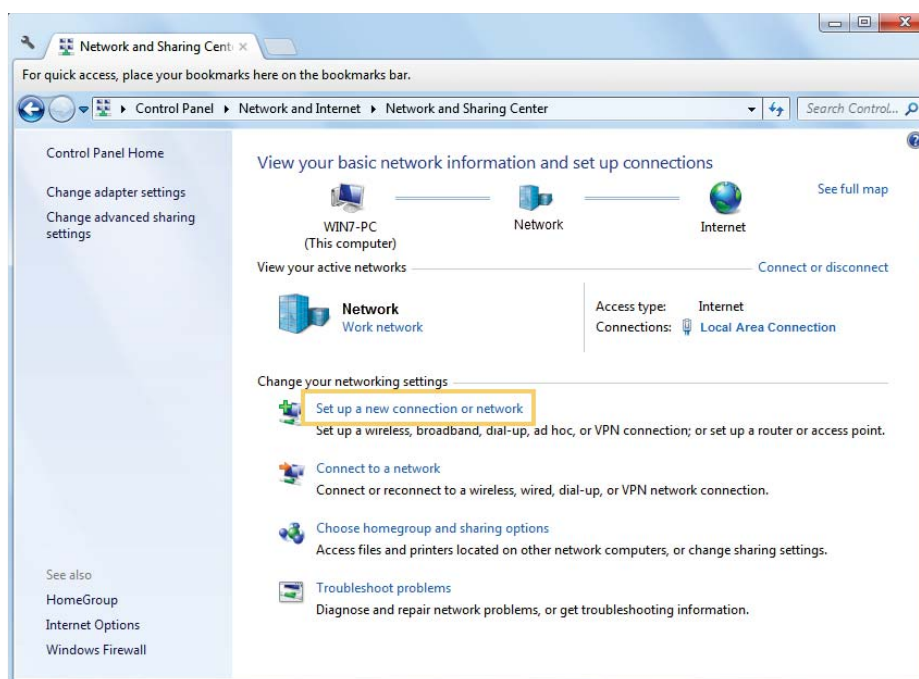 Network and Sharing Cent
For quick access, place your bookmarks here on the bookmarks bar.
Control Panel Network and Internet Network and Sharing Center Search Control...
Control Panel Home
Change adapter settings
Change advanced sharing
settings
View your basic network information and set up connections
See full map
WIN7-PC Network Internet
(This computer)
View your active networks Connect or disconnect
Network
Work network
Access type: Internet
Connections: Local Area Connection
Change your networking settings
Set up a new connection or network
Set up a wireless, broadband, dial-up, ad hoc, or VPN connection; or set up a router or access point.
Connect to a network
Connect or reconnect to a wireless, wired, dial-up, or VPN network connection.
Choose homegroup and sharing options
Access files and printers located on other network computers, or change sharing settings.
Troubleshoot problems
Diagnose and repair network problems, or get troubleshooting information.
See also
HomeGroup
Internet Options
Windows Firewall